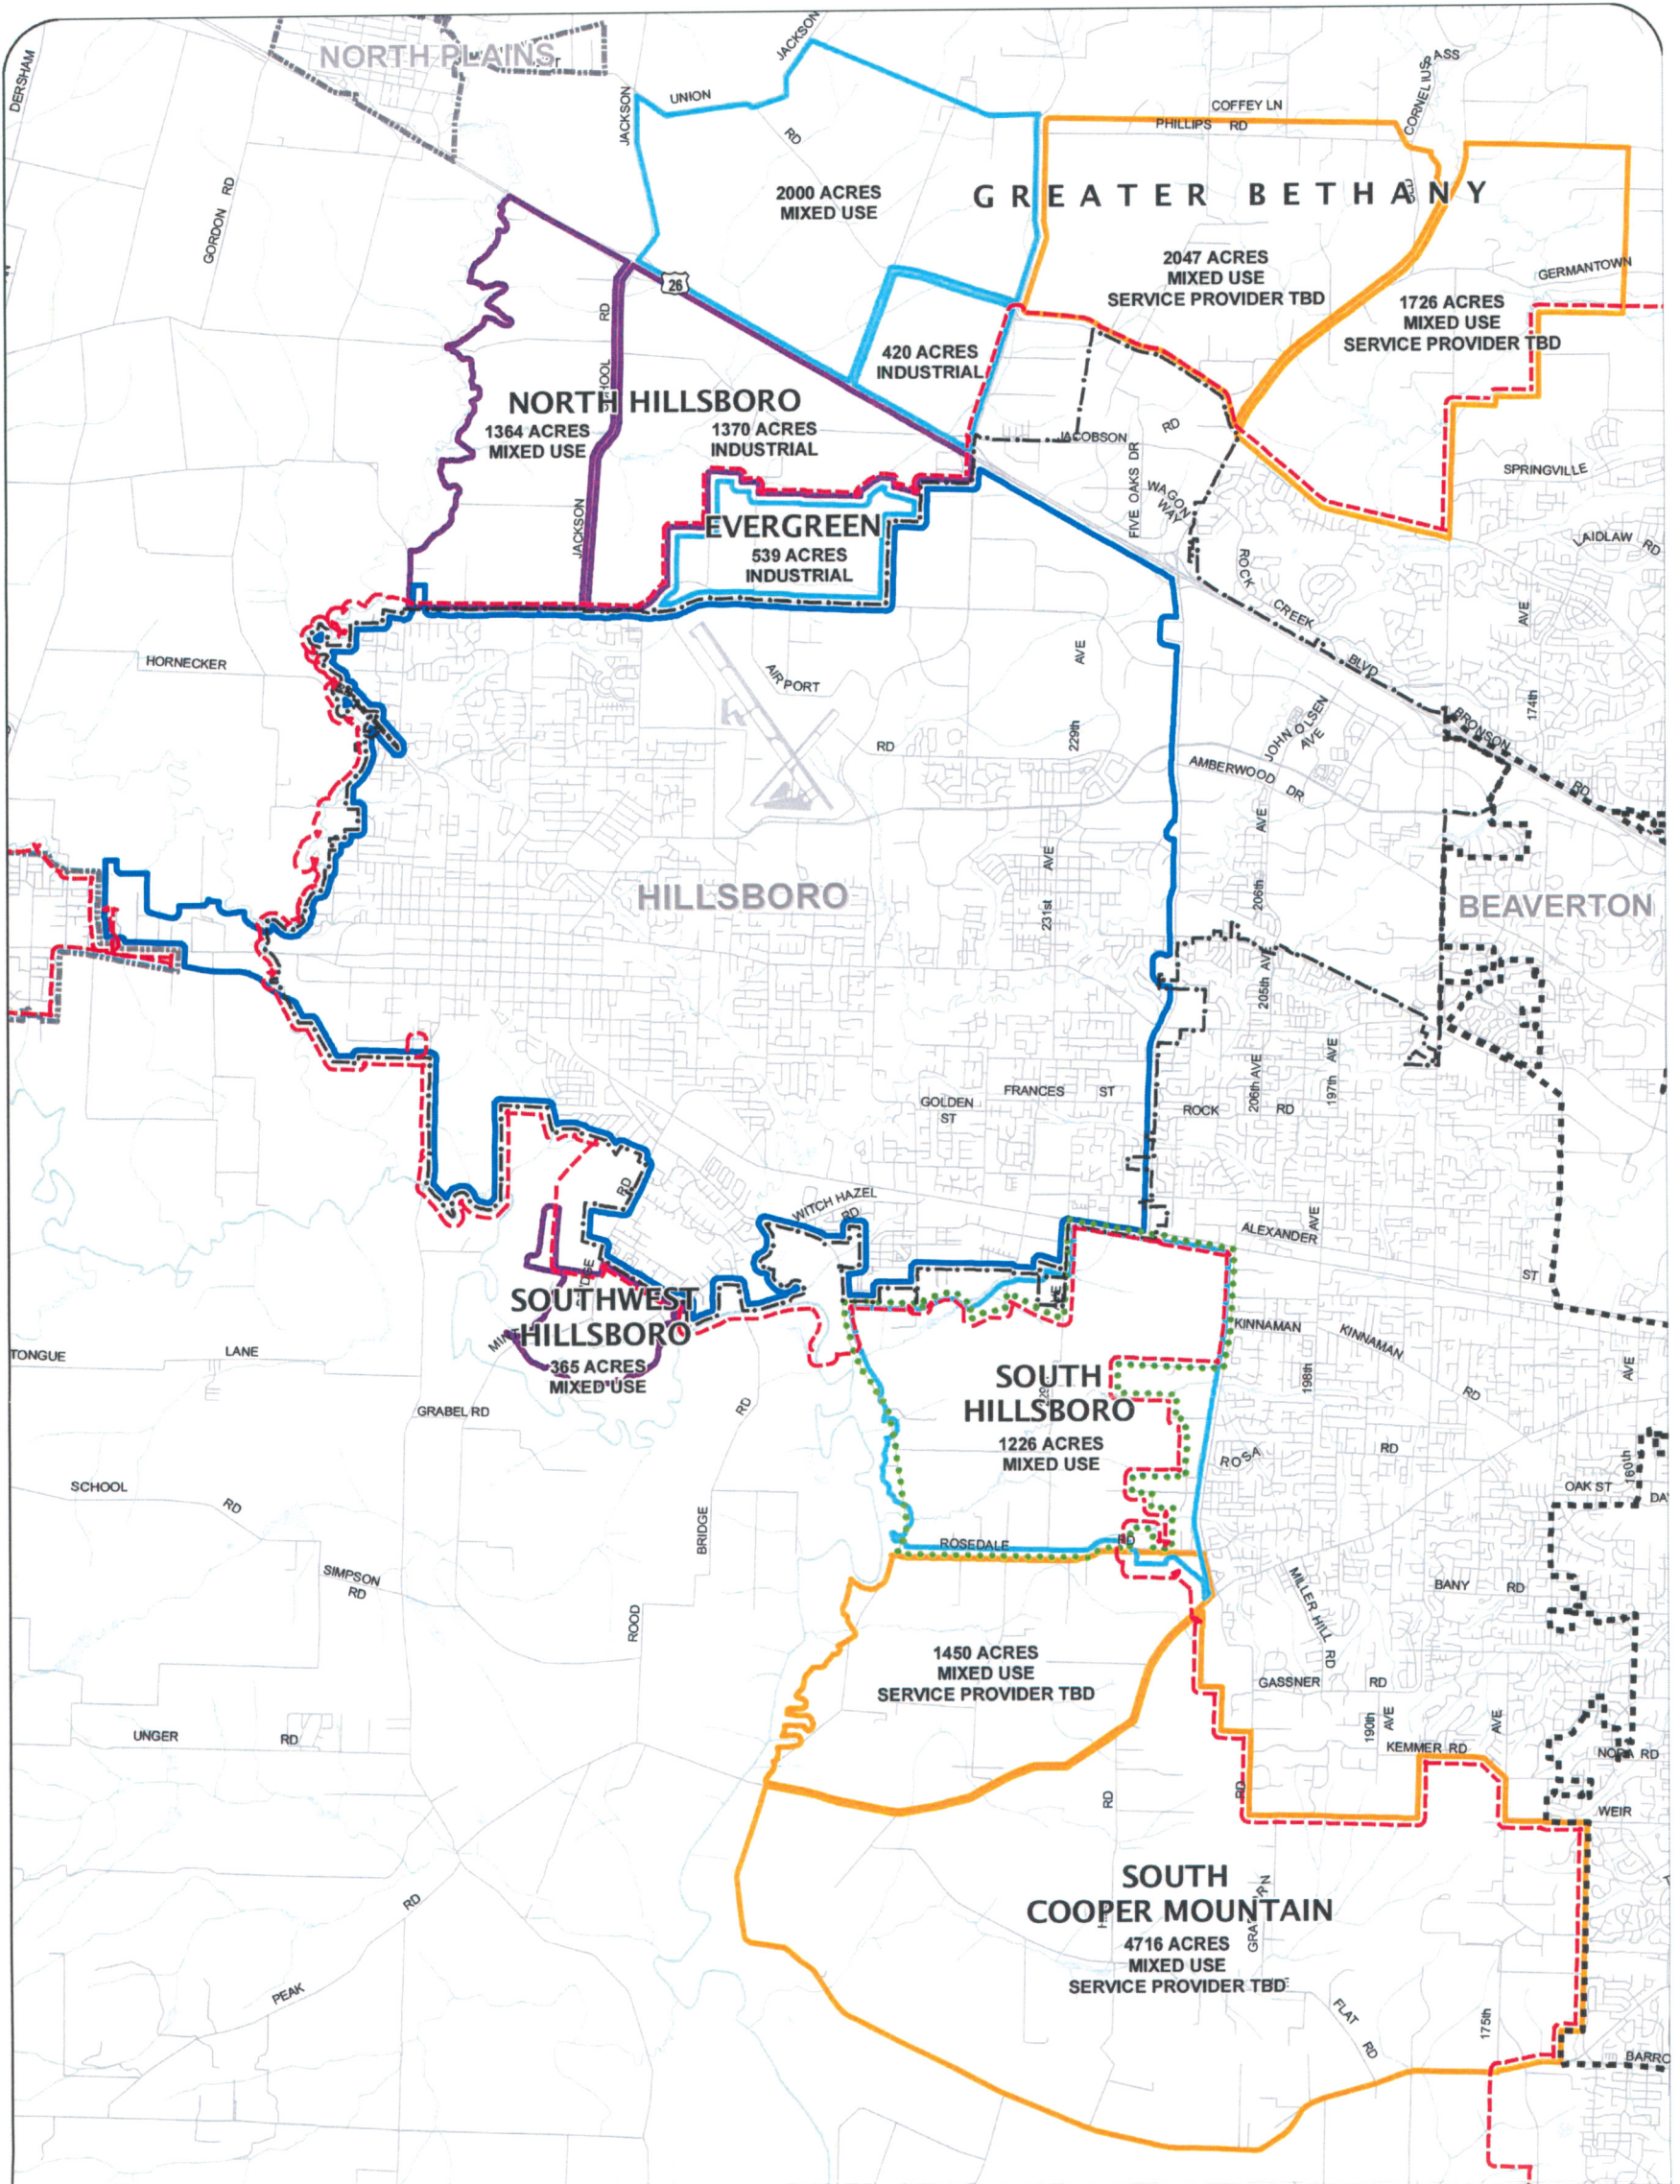 DERSHAM
NORTH PLAINS
JACKSON
UNION
RD
JACKSON
COFFEY LN
PHILLIPS RD
CORNELIUS
PASS
OLD
GORDON RD
2000 ACRES
MIXED USE
GREATER BETHANY
2047 ACRES
MIXED USE
SERVICE PROVIDER TBD
GERMANTOWN
1726 ACRES
MIXED USE
SERVICE PROVIDER TBD
26
RD
SCHOOL
JACKSON
420 ACRES
INDUSTRIAL
NORTH HILLSBORO
1364 ACRES
MIXED USE
1370 ACRES
INDUSTRIAL
JACOBSON
RD
FIVE OAKS DR
WAGON
WAY
SPRINGVILLE
LAIDLAW RD
EVERGREEN
539 ACRES
INDUSTRIAL
ROCK
CREEK
BLVD
AVE
174th
HORNECKER
AIRPORT
RD
AVE
229th
JOHN OLSEN
AVE
BRONSON
RD
AMBERWOOD
DR
AVE
206th
AVE
231st
HILLSBORO
BEAVERTON
205th AVE
FRANCES ST
GOLDEN
ST
206th AVE
197th AVE
ROCK RD
WITCH HAZEL
RD
RD
ALEXANDER
AVE
ST
SOUTHWEST
HILLSBORO
365 ACRES
MIXED USE
KINNAMAN
KINNAMAN
RD
198th
AVE
TONGUE LANE
GRABEL RD
RD
SOUTH
HILLSBORO
1226 ACRES
MIXED USE
ROSA
RD
SCHOOL
RD
160th
OAK ST
BRIDGE
ROSEDALE
RD
SIMPSON
RD
ROOD
MILLER HILL RD
BANY RD
1450 ACRES
MIXED USE
SERVICE PROVIDER TBD
GASSNER RD
UNGER RD
190th AVE
AVE
KEMMER RD
NORA RD
RD
RD
WEIR
RD
SOUTH
COOPER MOUNTAIN
4716 ACRES
MIXED USE
SERVICE PROVIDER TBD
PEAK
FLAT
RD
175th